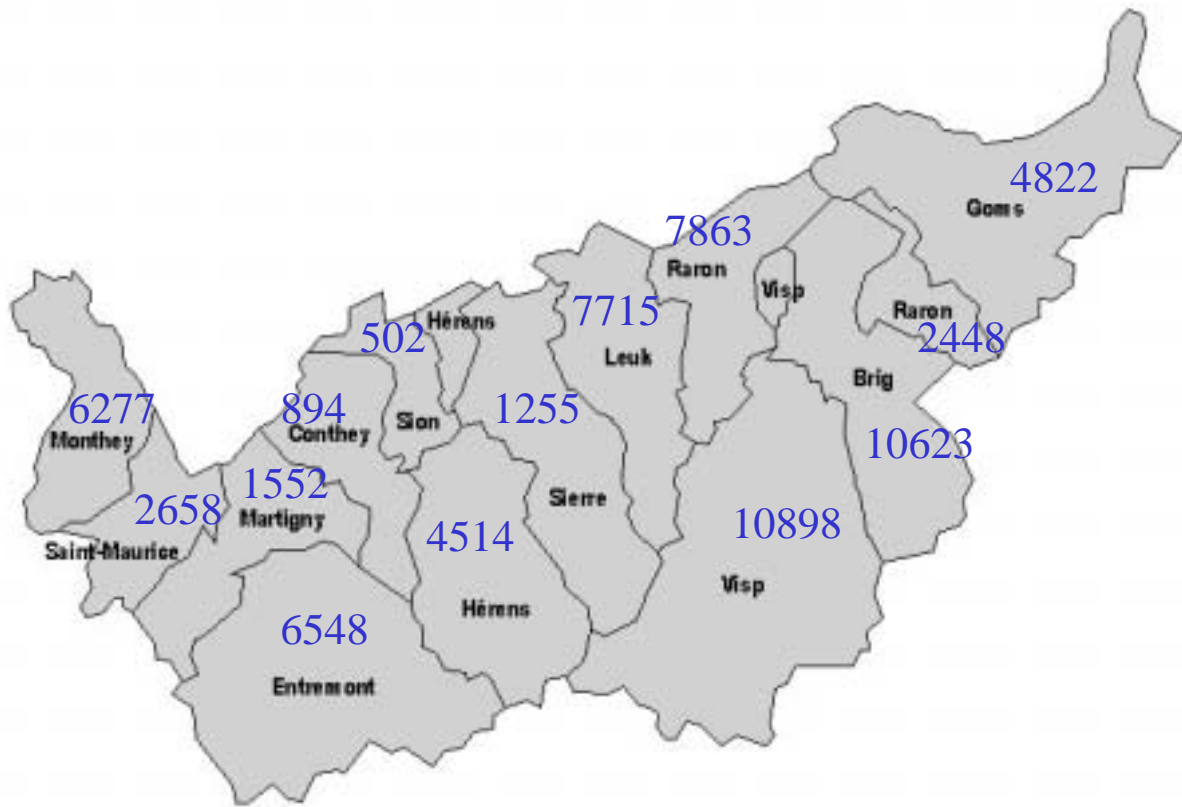 4822
Goms
7863
Raron
Visp
7715
Leuk
Raron
2448
Brig
10623
Hérens
502
6277
Monthey
894
Conthey
Sion
1255
Sierre
2658
Saint-Maurice
1552
Martigny
4514
Hérens
10898
Visp
6548
Entremont